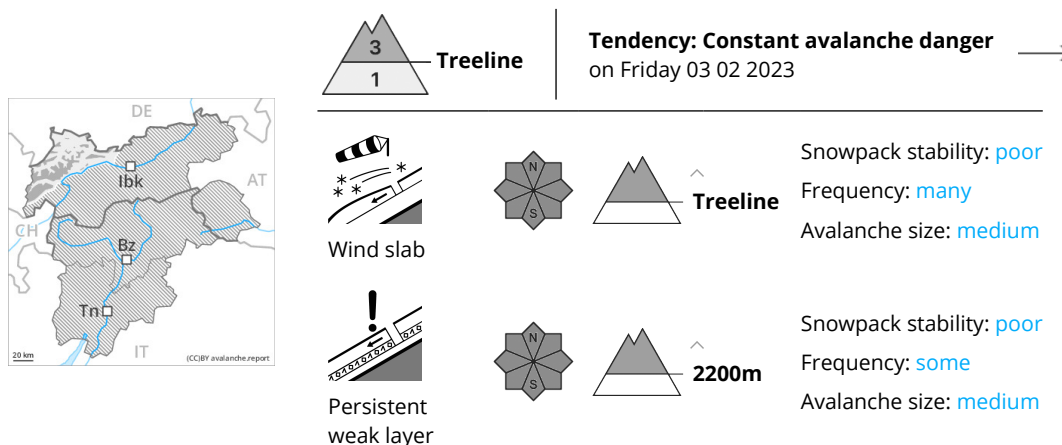 3
1
Treeline
Tendency: Constant avalanche danger
on Friday 03 02 2023
DE
Ibk
AT
CH
Bz
Tn
IT
20 km
(CC)BY avalanche.report
Wind slab
N
S
Treeline
Snowpack stability: poor
Frequency: many
Avalanche size: medium
Persistent
weak layer
N
S
2200m
Snowpack stability: poor
Frequency: some
Avalanche size: medium